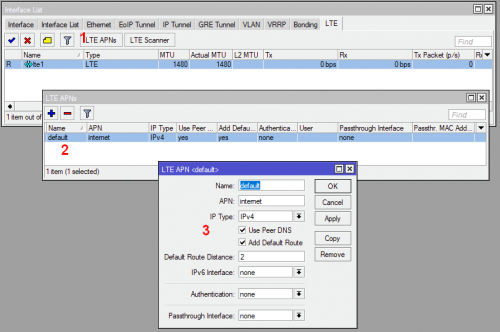 Interface List
Interface Interface List Ethernet EoIP Tunnel IP Tunnel GRE Tunnel VLAN VRRP Bonding LTE
1 LTE APNs LTE Scanner Find
Name Type MTU Actual MTU L2 MTU Tx Rx Tx Packet (p/s) R
R lte1 LTE 1480 1480 0 bps 0 bps 0
1 item out of
LTE APNs
Find
Name APN IP Type Use Peer ... Add Defau... Authentica... User Passthrough Interface Passthr. MAC Add...
default internet IPv4 yes yes none none
2
1 item (1 selected)
LTE APN <default>
Name: default OK
APN: internet Cancel
IP Type: IPv4 Apply
3 Use Peer DNS
Copy
Add Default Route
Remove
Default Route Distance: 2
IPv6 Interface: none
Authentication: none
Passthrough Interface: none